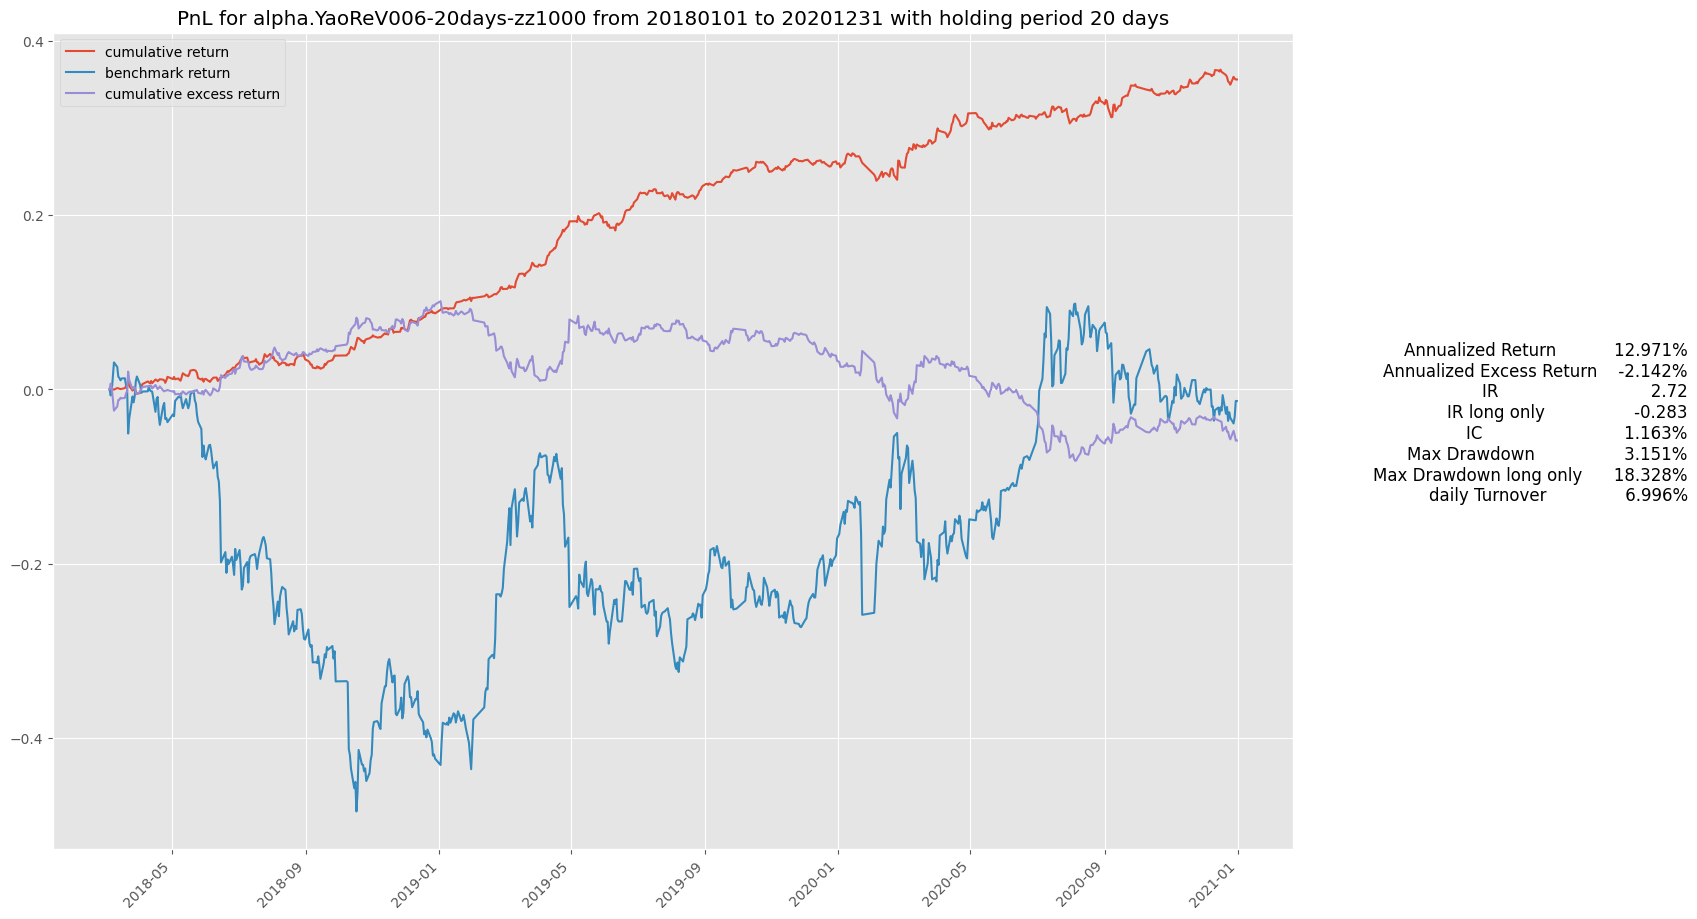 PnL for alpha.YaoReV006-20days-zz1000 from 20180101 to 20201231 with holding period 20 days
cumulative return
benchmark return
cumulative excess return
0.4
0.2
0.0
−0.2
−0.4
2018-05
2018-09
2019-01
2019-05
2019-09
2020-01
2020-05
2020-09
2021-01
Annualized Return 12.971%
Annualized Excess Return -2.142%
IR 2.72
IR long only -0.283
IC 1.163%
Max Drawdown 3.151%
Max Drawdown long only 18.328%
daily Turnover 6.996%